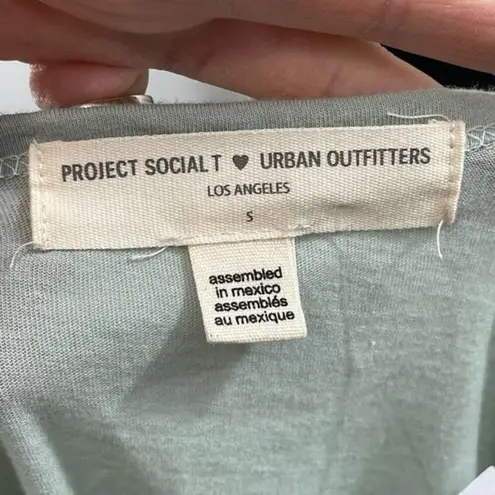 PROJECT SOCIAL T ♥ URBAN OUTFITTERS
LOS ANGELES
S
assembled
in mexico
assemblés
au mexique